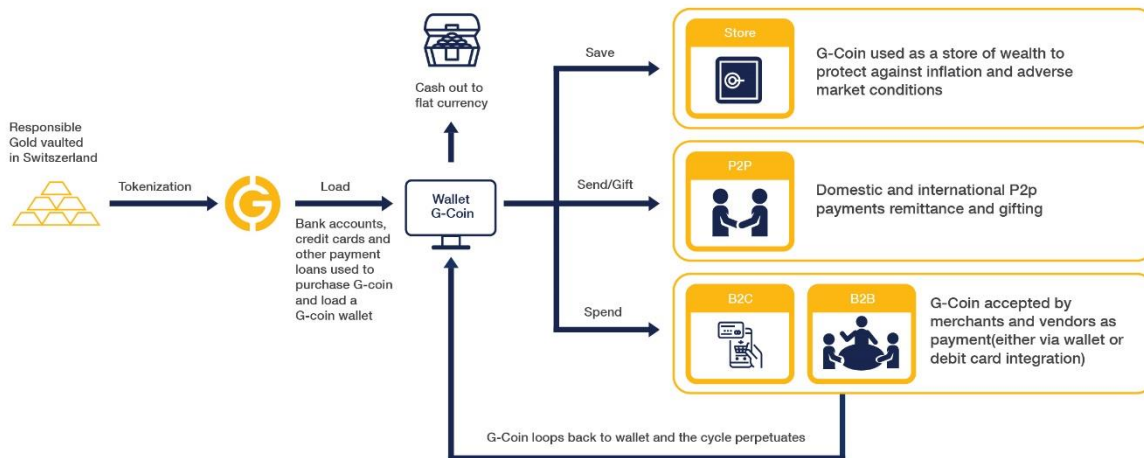 Responsible
Gold vaulted
in Switszerland
Tokenization
G
Load
Bank accounts,
credit cards and
other payment
loans used to
purchase G-coin
and load a
G-coin wallet
Cash out to
flat currency
Wallet
G-Coin
Save
Store
G-Coin used as a store of wealth to
protect against inflation and adverse
market conditions
Send/Gift
P2P
Domestic and international P2p
payments remittance and gifting
Spend
B2C
B2B
G-Coin accepted by
merchants and vendors as
payment(either via wallet or
debit card integration)
G-Coin loops back to wallet and the cycle perpetuates